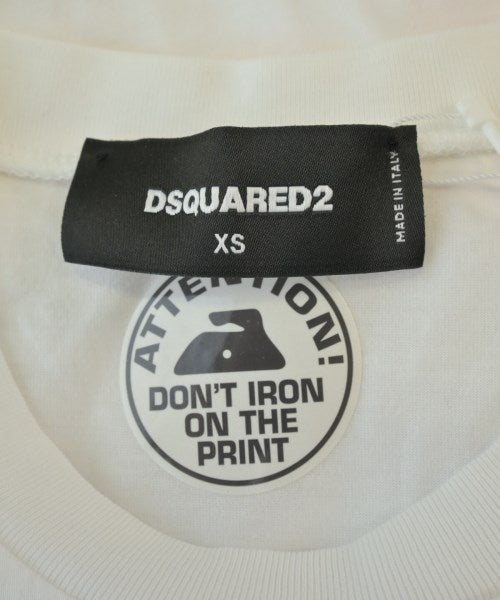 DSQUARED2
XS
MADE IN ITALY
ATTENTION!
DON'T IRON
ON THE
PRINT